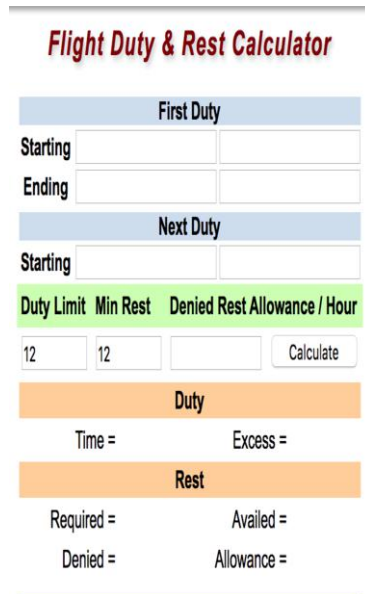 Flight Duty & Rest Calculator
First Duty
Starting
Ending
Next Duty
Starting
Duty Limit Min Rest Denied Rest Allowance / Hour
12 12 Calculate
Duty
Time = Excess =
Rest
Required = Availed =
Denied = Allowance =